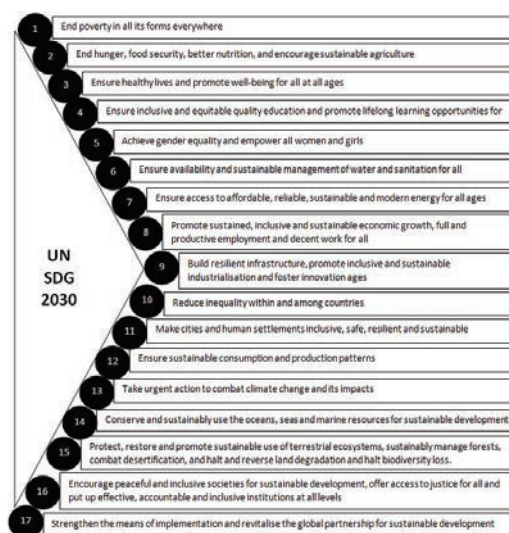 1
End poverty in all its forms everywhere
2
End hunger, food security, better nutrition, and encourage sustainable agriculture
3
Ensure healthy lives and promote well-being for all at all ages
4
Ensure inclusive and equitable quality education and promote lifelong learning opportunities for
5
Achieve gender equality and empower all women and girls
6
Ensure availability and sustainable management of water and sanitation for all
7
Ensure access to affordable, reliable, sustainable and modern energy for all ages
8
Promote sustained, inclusive and sustainable economic growth, full and
productive employment and decent work for all
UN
SDG
2030
9
Build resilient infrastructure, promote inclusive and sustainable
industrialisation and foster innovation ages
10
Reduce inequality within and among countries
11
Make cities and human settlements inclusive, safe, resilient and sustainable
12
Ensure sustainable consumption and production patterns
13
Take urgent action to combat climate change and its impacts
14
Conserve and sustainably use the oceans, seas and marine resources for sustainable development
15
Protect, restore and promote sustainable use of terrestrial ecosystems, sustainably manage forests,
combat desertification, and halt and reverse land degradation and halt biodiversity loss.
16
Encourage peaceful and inclusive societies for sustainable development, offer access to justice for all and
put up effective, accountable and inclusive institutions at all levels
17
Strengthen the means of implementation and revitalise the global partnership for sustainable development